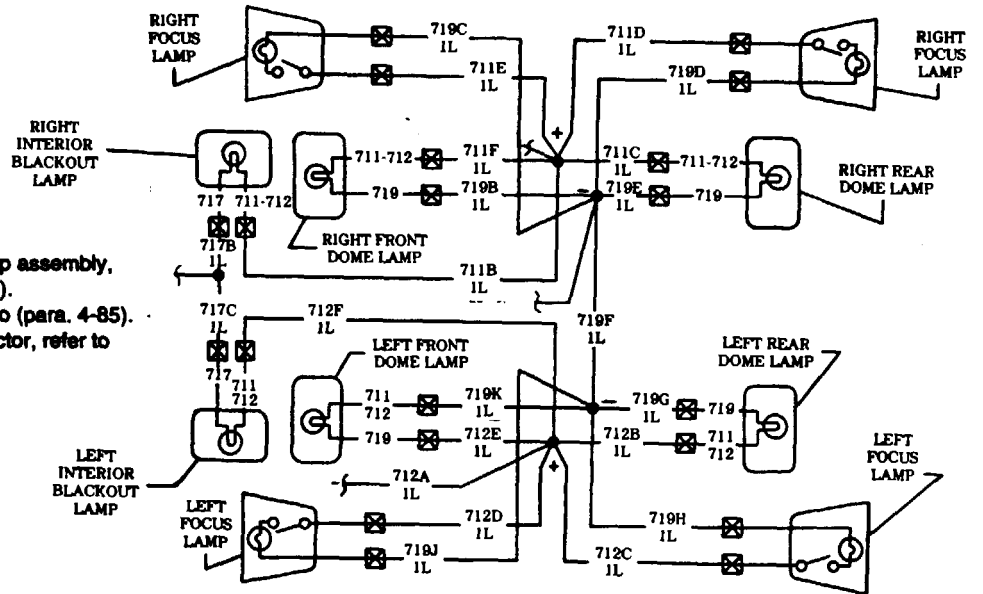 RIGHT
FOCUS
LAMP
719C
1L
711D
1L
RIGHT
FOCUS
LAMP
711E
1L
719D
1L
+
RIGHT
INTERIOR
BLACKOUT
LAMP
711-712
711F
1L
711C
1L
711-712
RIGHT REAR
DOME LAMP
719
719B
1L
-
719E
1L
719
717
711-712
RIGHT FRONT
DOME LAMP
717B
1L
p assembly,
).
o (para. 4-85).
ctor, refer to
711B
1L
717C
1L
712F
1L
719F
1L
LEFT FRONT
DOME LAMP
LEFT REAR
DOME LAMP
717
711
712
711
712
719K
1L
-
719G
1L
719
719
712E
1L
712B
1L
711
712
+
LEFT
INTERIOR
BLACKOUT
LAMP
712A
1L
LEFT
FOCUS
LAMP
LEFT
FOCUS
LAMP
712D
1L
719H
1L
719J
1L
712C
1L